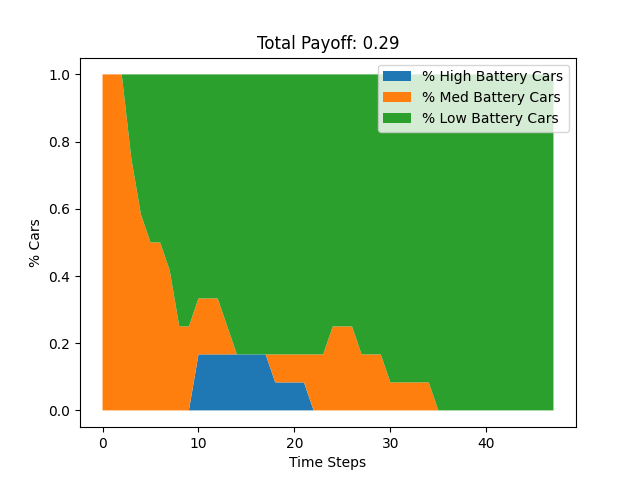 Total Payoff: 0.29
% High Battery Cars
% Med Battery Cars
% Low Battery Cars
1.0
0.8
0.6
0.4
0.2
0.0
% Cars
0 10 20 30 40
Time Steps